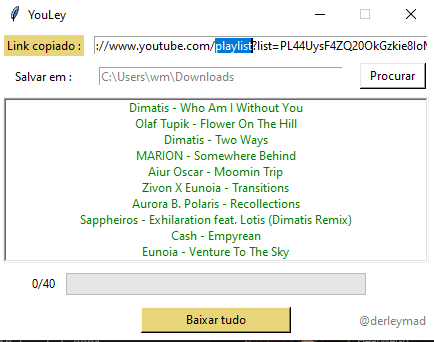 YouLey
Link copiado : ://www.youtube.com/playlist?list=PL44UysF4ZQ20OkGzkie8IoM
Salvar em : C:\Users\wm\Downloads Procurar
Dimatis - Who Am I Without You
Olaf Tupik - Flower On The Hill
Dimatis - Two Ways
MARION - Somewhere Behind
Aiur Oscar - Moomin Trip
Zivon X Eunoia - Transitions
Aurora B. Polaris - Recollections
Sappheiros - Exhilaration feat. Lotis (Dimatis Remix)
Cash - Empyrean
Eunoia - Venture To The Sky
0/40
Baixar tudo
@derleymad